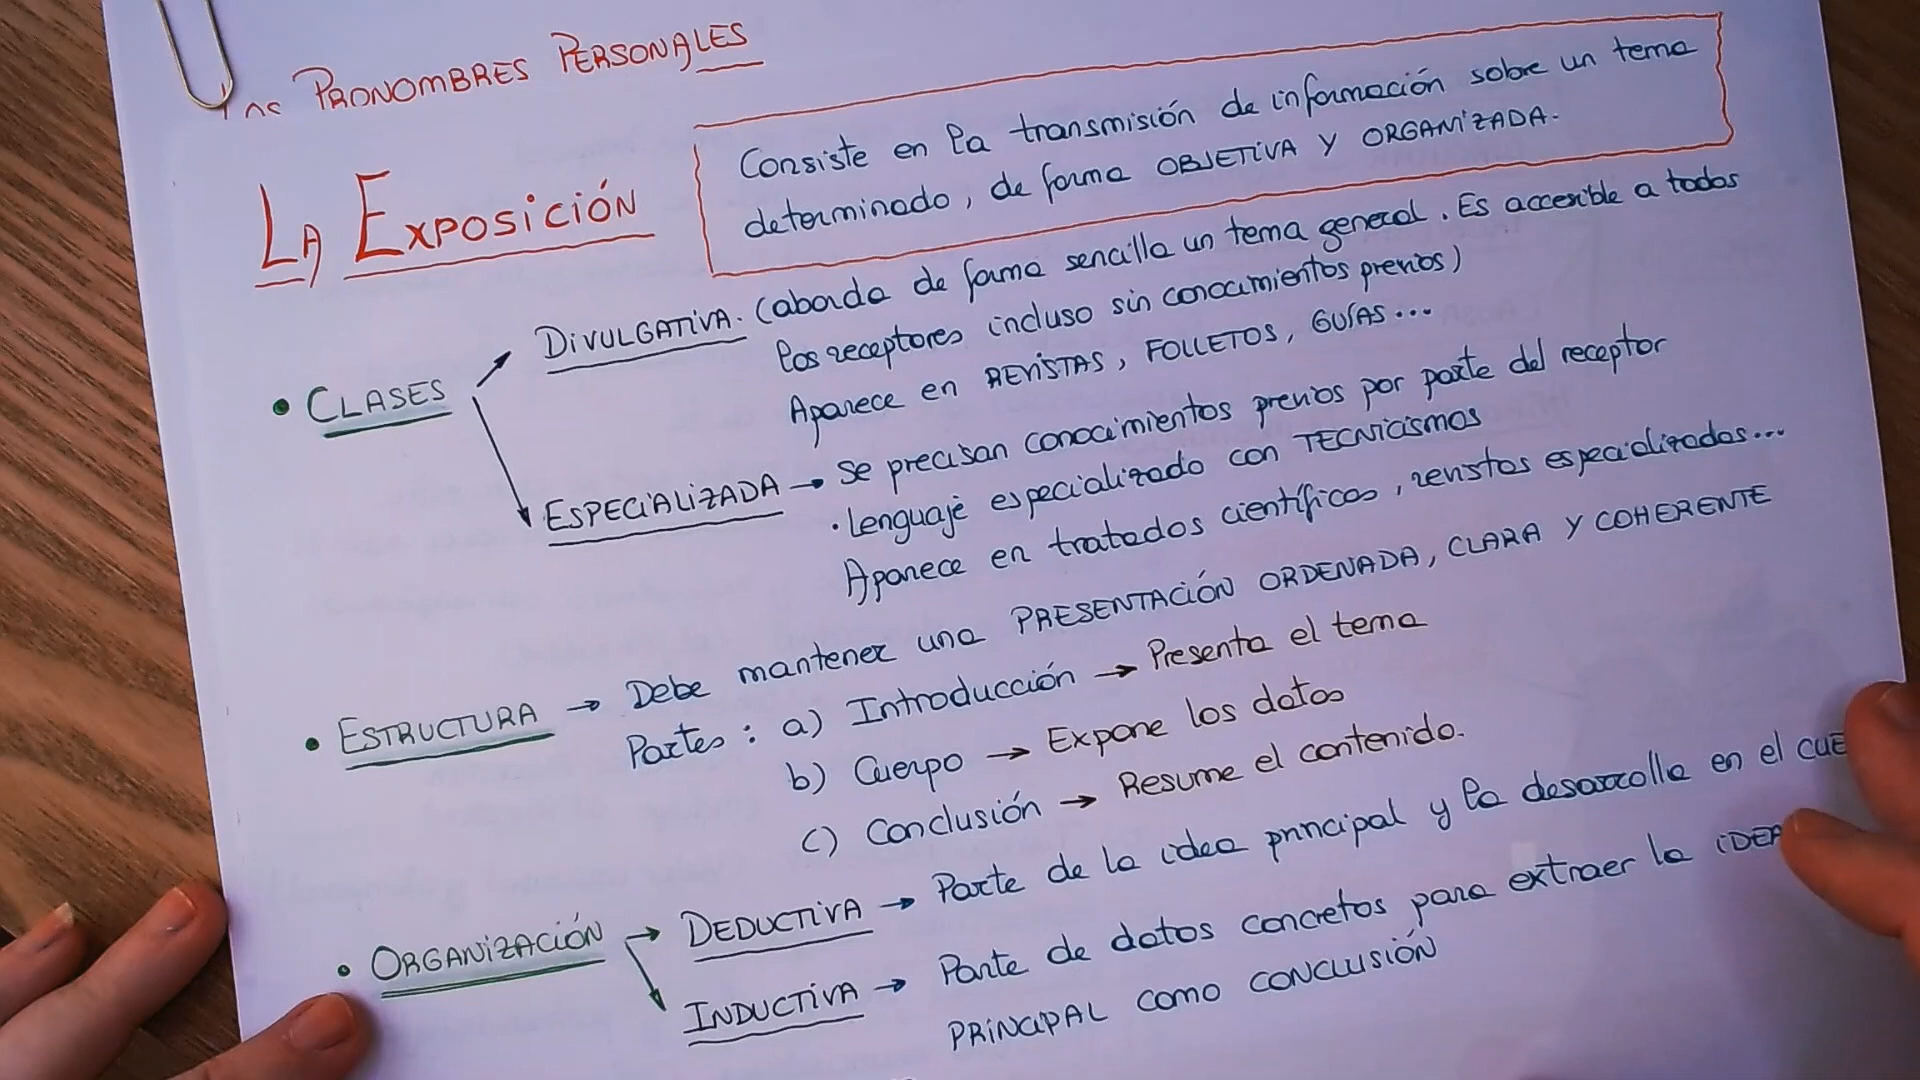 PRONOMBRES PERSONALES
LA EXPOSICIÓN
Consiste en la transmisión de información sobre un tema
determinado, de forma OBJETIVA Y ORGANIZADA.
• CLASES
DIVULGATIVA. (aborda de forma sencilla un tema general. Es accesible a todos
los receptores incluso sin conocimientos previos)
Aparece en REVISTAS, FOLLETOS, GUÍAS...
ESPECIALIZADA → Se precisan conocimientos previos por parte del receptor
• Lenguaje especializado con TECNICISMOS
Aparece en tratados científicos, revistas especializadas...
• ESTRUCTURA → Debe mantener una PRESENTACIÓN ORDENADA, CLARA Y COHERENTE
Partes: a) Introducción → Presenta el tema
b) Cuerpo → Expone los datos
c) Conclusión → Resume el contenido.
• ORGANIZACIÓN → DEDUCTIVA → Parte de la idea principal y la desarrolla en el CUE
INDUCTIVA → Parte de datos concretos para extraer la IDEA
PRINCIPAL COMO CONCLUSIÓN